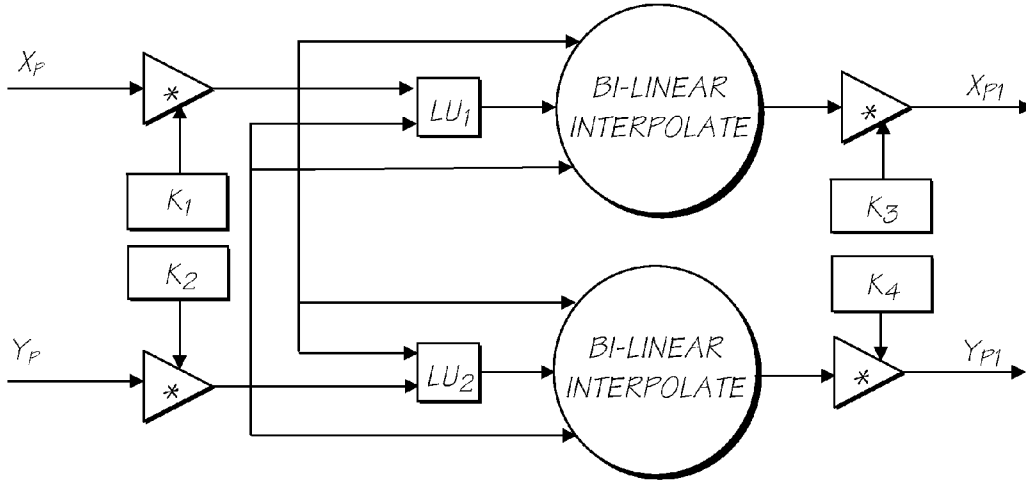 X_P
*
K_1
LU_1
BI-LINEAR
INTERPOLATE
*
K_3
X_P1
K_2
Y_P
*
LU_2
BI-LINEAR
INTERPOLATE
K_4
*
Y_P1